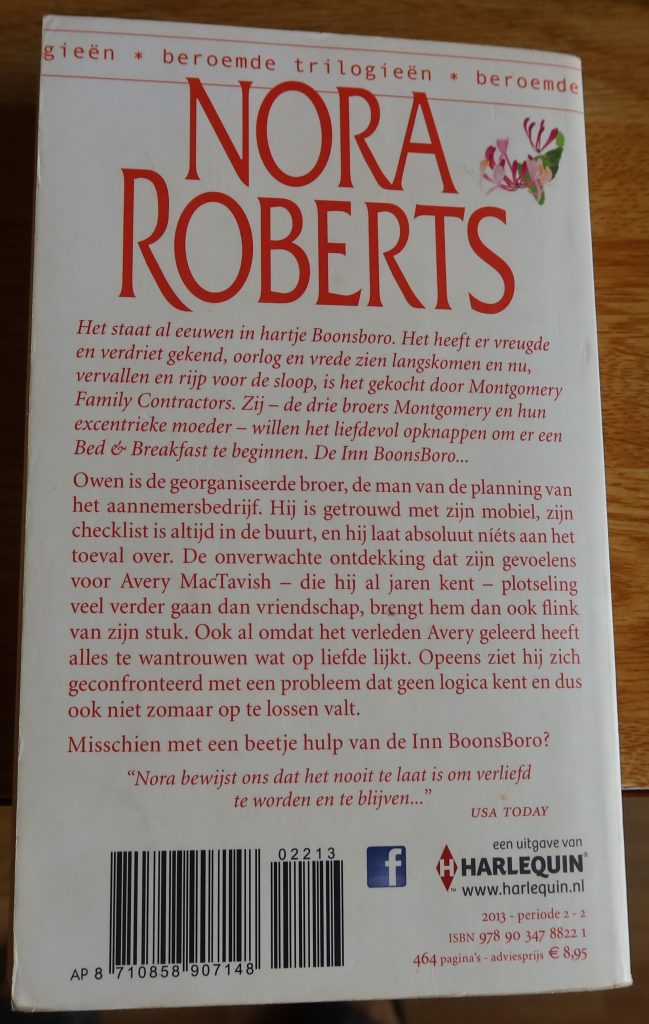 gieën * beroemde trilogieën * beroemde
NORA
ROBERTS
Het staat al eeuwen in hartje Boonsboro. Het heeft er vreugde
en verdriet gekend, oorlog en vrede zien langskomen en nu,
vervallen en rijp voor de sloop, is het gekocht door Montgomery
Family Contractors. Zij – de drie broers Montgomery en hun
excentrieke moeder – willen het liefdevol opknappen om er een
Bed & Breakfast te beginnen. De Inn BoonsBoro...
Owen is de georganiseerde broer, de man van de planning van
het aannemersbedrijf. Hij is getrouwd met zijn mobiel, zijn
checklist is altijd in de buurt, en hij laat absoluut níéts aan het
toeval over. De onverwachte ontdekking dat zijn gevoelens
voor Avery MacTavish – die hij al jaren kent – plotseling
veel verder gaan dan vriendschap, brengt hem dan ook flink
van zijn stuk. Ook al omdat het verleden Avery geleerd heeft
alles te wantrouwen wat op liefde lijkt. Opeens ziet hij zich
geconfronteerd met een probleem dat geen logica kent en dus
ook niet zomaar op te lossen valt.
Misschien met een beetje hulp van de Inn BoonsBoro?
“Nora bewijst ons dat het nooit te laat is om verliefd
te worden en te blijven...”
USA TODAY
02213
AP 8 710858 907148
f
een uitgave van
H HARLEQUIN®
™ www.harlequin.nl
2013 - periode 2 - 2
ISBN 978 90 347 8822 1
464 pagina's - adviesprijs € 8,95